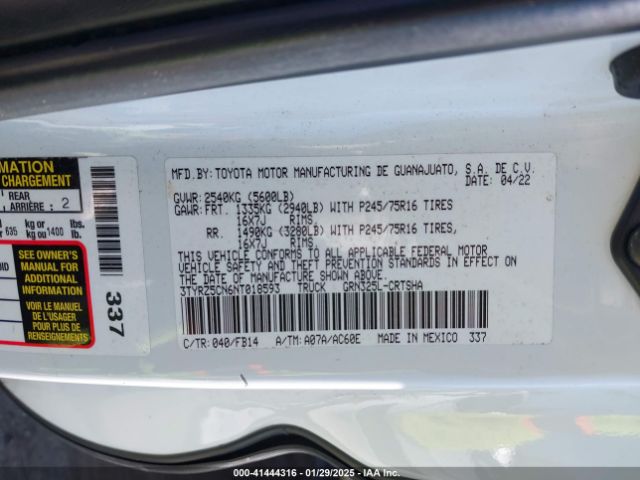 MFD.BY:TOYOTA MOTOR MANUFACTURING DE GUANAJUATO, S.A. DE C.V.
DATE: 04/22
GVWR:2540KG (5600LB)
GAWR:FRT. 1335KG (2940LB) WITH P245/75R16 TIRES
16X7J RIMS
RR. 1490KG (3280LB) WITH P245/75R16 TIRES,
16X7J RIMS
THIS VEHICLE CONFORMS TO ALL APPLICABLE FEDERAL MOTOR
VEHICLE SAFETY AND THEFT PREVENTION STANDARDS IN EFFECT ON
THE DATE OF MANUFACTURE SHOWN ABOVE.
3TYRZ5CN6NT018593 TRUCK GRN325L-CRTSHA
C/TR: 040/FB14 A/TM: A07A/AC60E MADE IN MEXICO 337
MATION
CHARGEMENT
REAR
ARRIÈRE : 2
635 kg or 1400 lbs.
kg ou lb.
SEE OWNER'S
MANUAL FOR
ADDITIONAL
INFORMATION
VOIR LE MANUEL
DE L'USAGER
POUR PLUS DE
RENSEIGNEMENTS
337
000-41444316 - 01/29/2025 - IAA Inc.